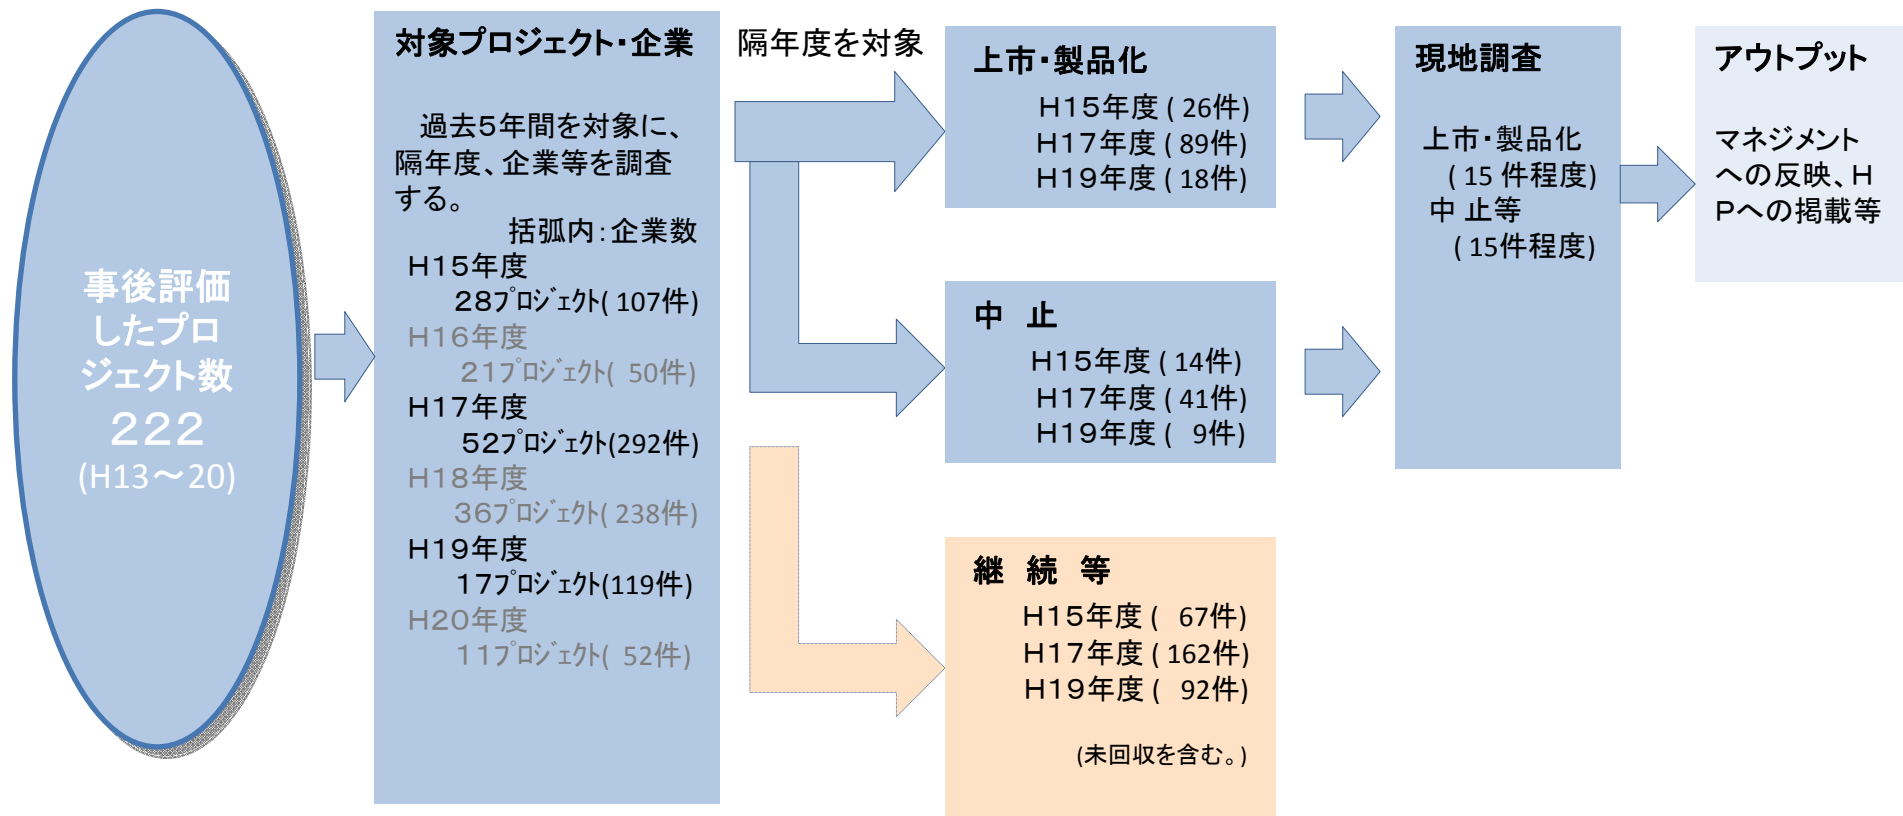 事後評価
したプロ
ジェクト数
２２２
(H13～20)
対象プロジェクト・企業
過去５年間を対象に、
隔年度、企業等を調査
する。
括弧内：企業数
Ｈ１５年度
２８ﾌﾟﾛｼﾞｪｸﾄ( 107件)
Ｈ１６年度
２１ﾌﾟﾛｼﾞｪｸﾄ( 50件)
Ｈ１７年度
５２ﾌﾟﾛｼﾞｪｸﾄ(292件)
Ｈ１８年度
３６ﾌﾟﾛｼﾞｪｸﾄ( 238件)
Ｈ１９年度
１７ﾌﾟﾛｼﾞｪｸﾄ(119件)
Ｈ２０年度
１１ﾌﾟﾛｼﾞｪｸﾄ( 52件)
隔年度を対象
上市・製品化
Ｈ１５年度 ( 26件)
Ｈ１７年度 ( 89件)
Ｈ１９年度 ( 18件)
中 止
Ｈ１５年度 ( 14件)
Ｈ１７年度 ( 41件)
Ｈ１９年度 ( 9件)
継 続 等
Ｈ１５年度 ( 67件)
Ｈ１７年度 ( 162件)
Ｈ１９年度 ( 92件)
(未回収を含む。)
現地調査
上市・製品化
( 15 件程度)
中 止等
( 15件程度)
アウトプット
マネジメント
への反映、Ｈ
Ｐへの掲載等